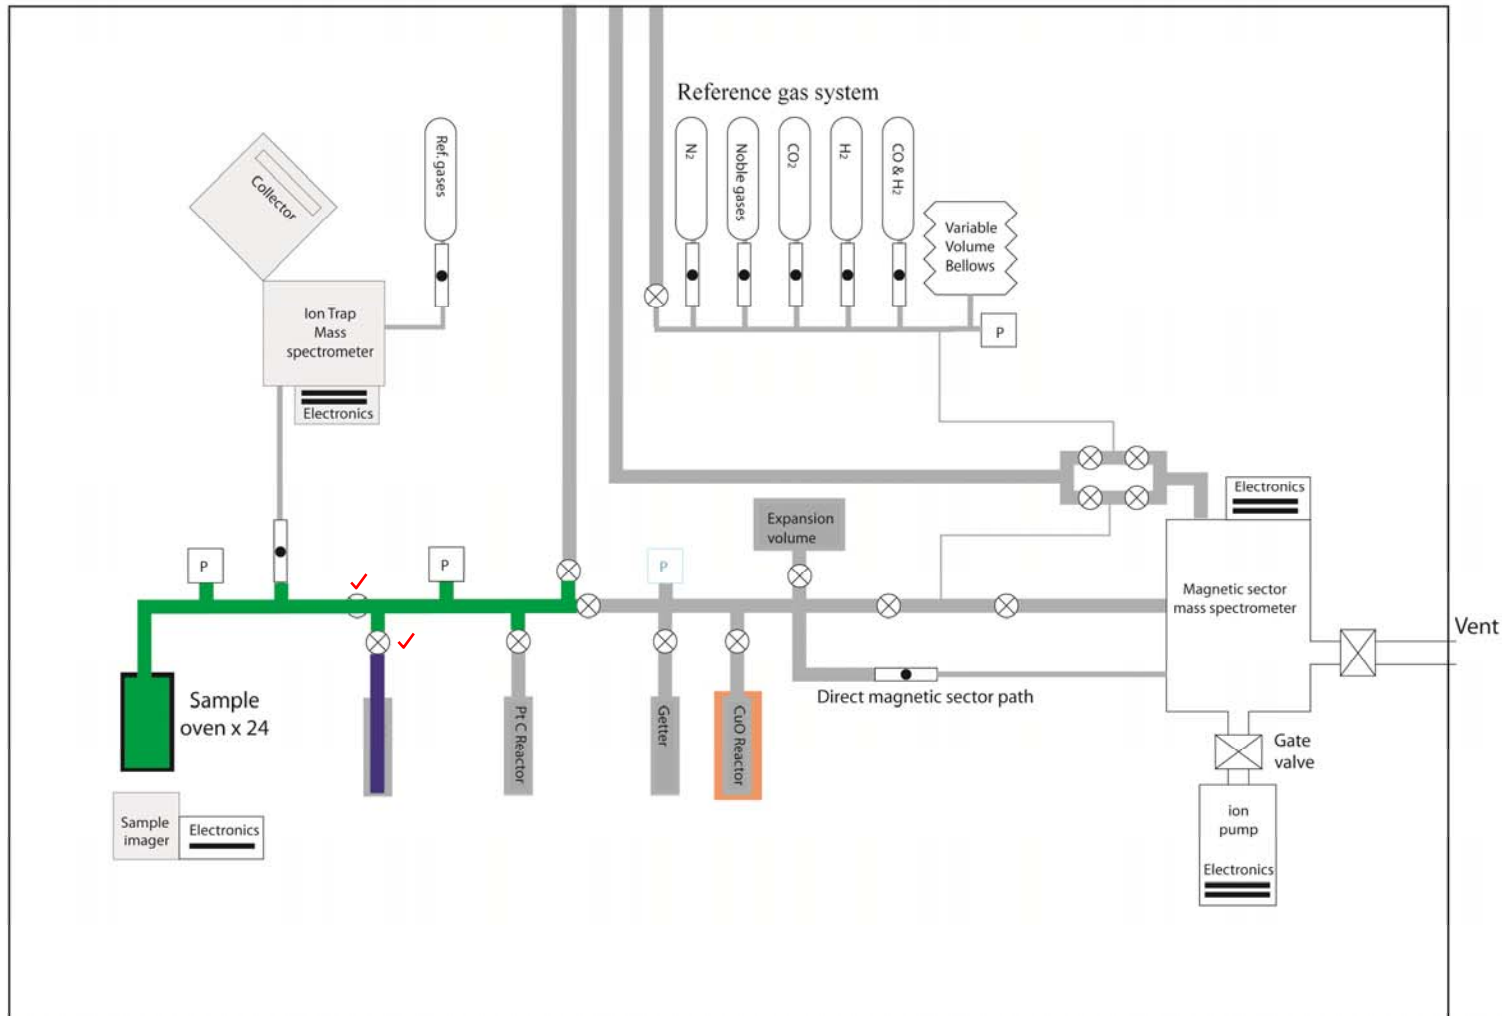 Reference gas system
Ref. gases
N2
Noble gases
CO2
H2
CO & H2
Collector
Variable
Volume
Bellows
Ion Trap
Mass
spectrometer
P
Electronics
Electronics
Expansion
volume
P
P
P
Magnetic sector
mass spectrometer
Vent
Sample
oven x 24
Pt C Reactor
Getter
CuO Reactor
Direct magnetic sector path
Gate
valve
Sample
imager
Electronics
ion
pump
Electronics